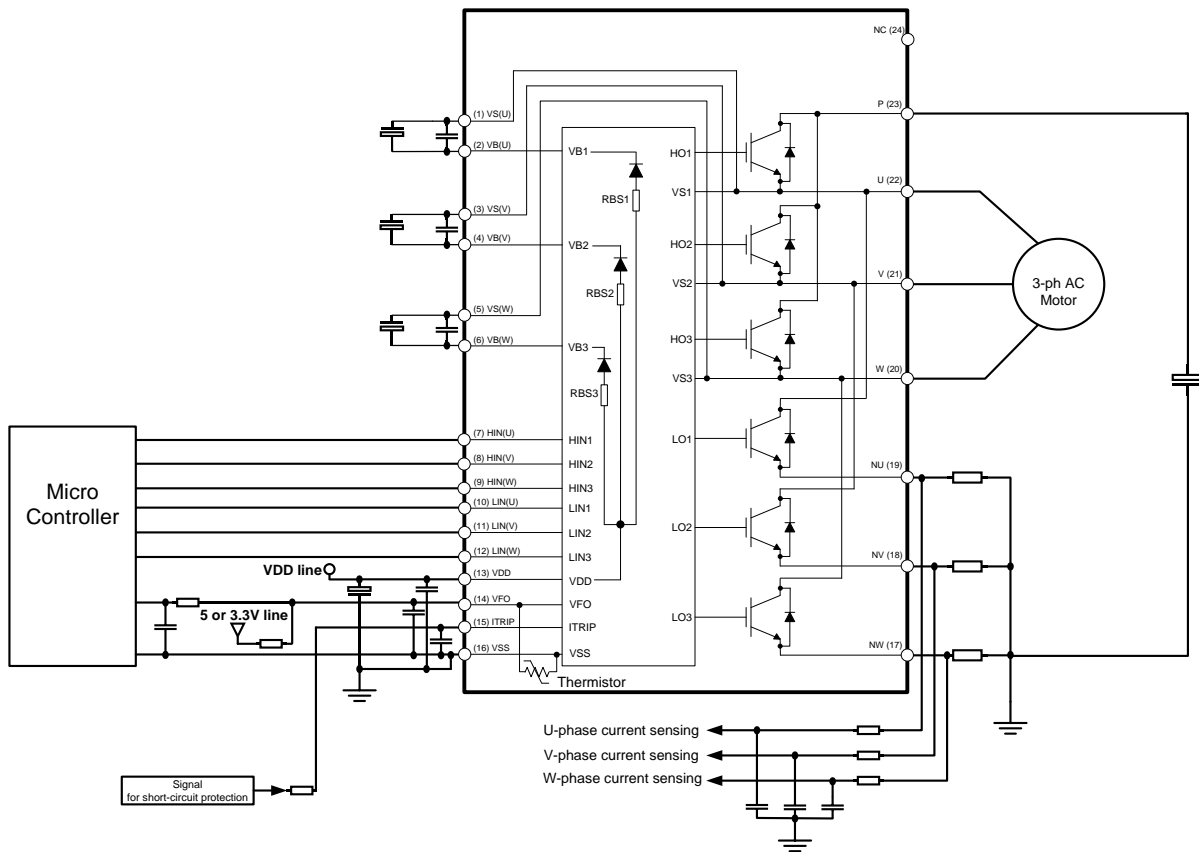 NC (24)
(1) VS(U)
P (23)
(2) VB(U)
VB1
HO1
RBS1
VS1
U (22)
(3) VS(V)
(4) VB(V)
VB2
HO2
RBS2
VS2
V (21)
3-ph AC
Motor
(5) VS(W)
(6) VB(W)
VB3
HO3
RBS3
VS3
W (20)
Micro
Controller
(7) HIN(U)
HIN1
LO1
(8) HIN(V)
HIN2
(9) HIN(W)
HIN3
NU (19)
(10) LIN(U)
LIN1
(11) LIN(V)
LIN2
LO2
(12) LIN(W)
LIN3
NV (18)
VDD line
(13) VDD
VDD
(14) VFO
VFO
5 or 3.3V line
LO3
(15) ITRIP
ITRIP
(16) VSS
VSS
NW (17)
Thermistor
U-phase current sensing
V-phase current sensing
W-phase current sensing
Signal
for short-circuit protection